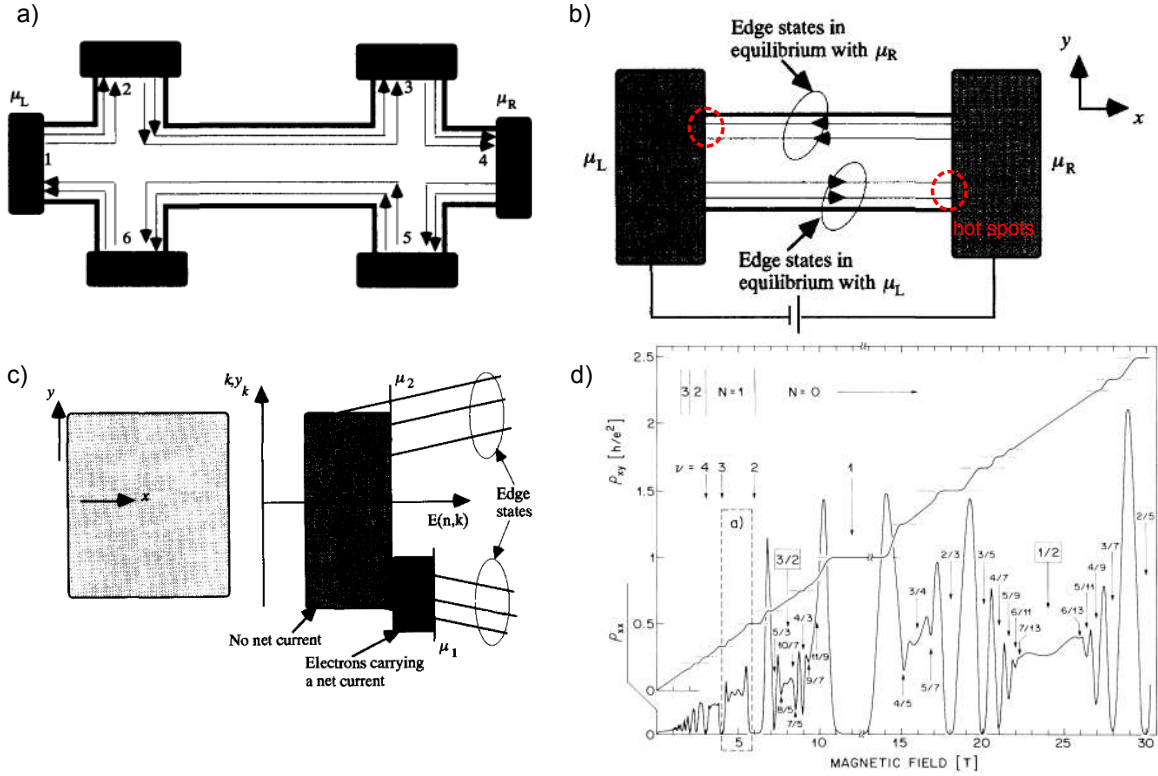 a)
μL
2
3
μR
1
4
6
5
b)
Edge states in
equilibrium with μR
y
x
μL
μR
hot spots
Edge states in
equilibrium with μL
c)
y
x
k,yk
μ2
Edge
states
E(n,k)
No net current
μ1
Electrons carrying
a net current
d)
2.5
3 2 N=1 N=0
2
ρxy [h/e²]
ν = 4 3 2 1
1.5
a)
2/5
3/2
2/3
3/5
1/2
3/7
1
4/9
4/7
3/4
5/11
5/9
6/13
6/11
7/13
0.5
5/3
4/3
10/7
11/9
9/7
5/7
8/5
7/5
4/5
ρxx
0
0
5 10 15 20 25 30
MAGNETIC FIELD [T]